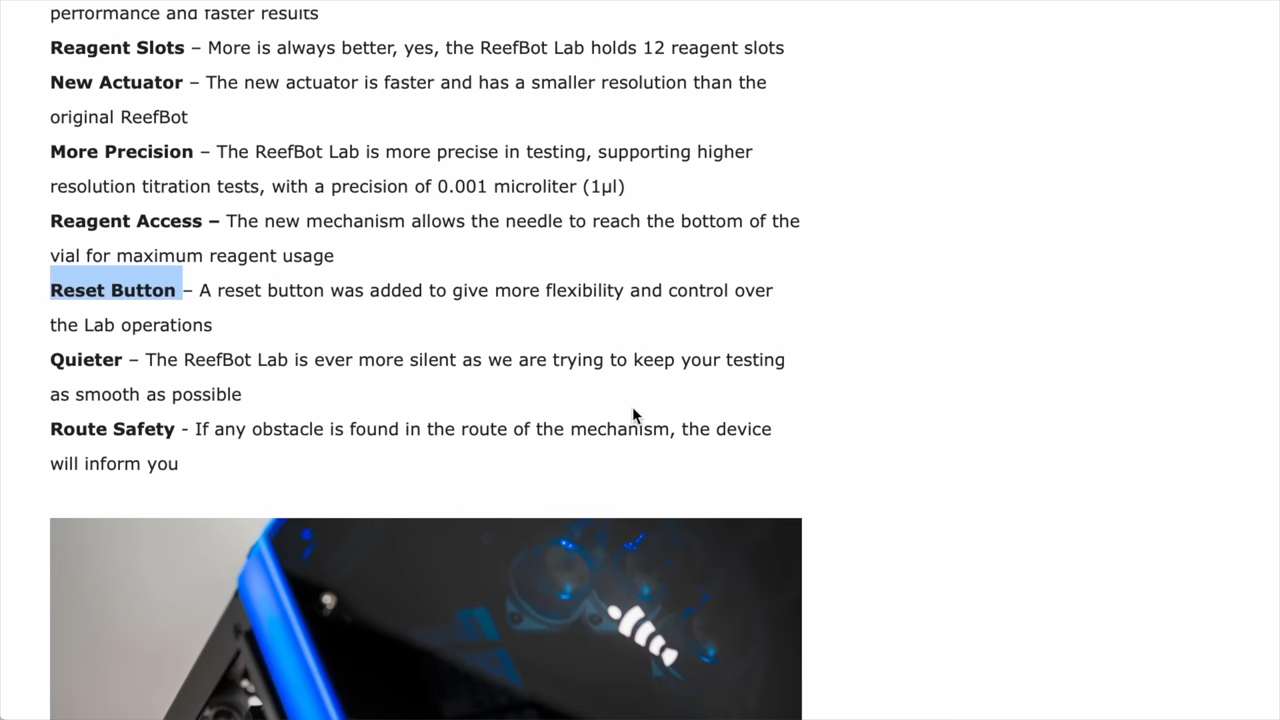 performance and faster results
Reagent Slots – More is always better, yes, the ReefBot Lab holds 12 reagent slots
New Actuator – The new actuator is faster and has a smaller resolution than the
original ReefBot
More Precision – The ReefBot Lab is more precise in testing, supporting higher
resolution titration tests, with a precision of 0.001 microliter (1µl)
Reagent Access – The new mechanism allows the needle to reach the bottom of the
vial for maximum reagent usage
Reset Button – A reset button was added to give more flexibility and control over
the Lab operations
Quieter – The ReefBot Lab is ever more silent as we are trying to keep your testing
as smooth as possible
Route Safety - If any obstacle is found in the route of the mechanism, the device
will inform you